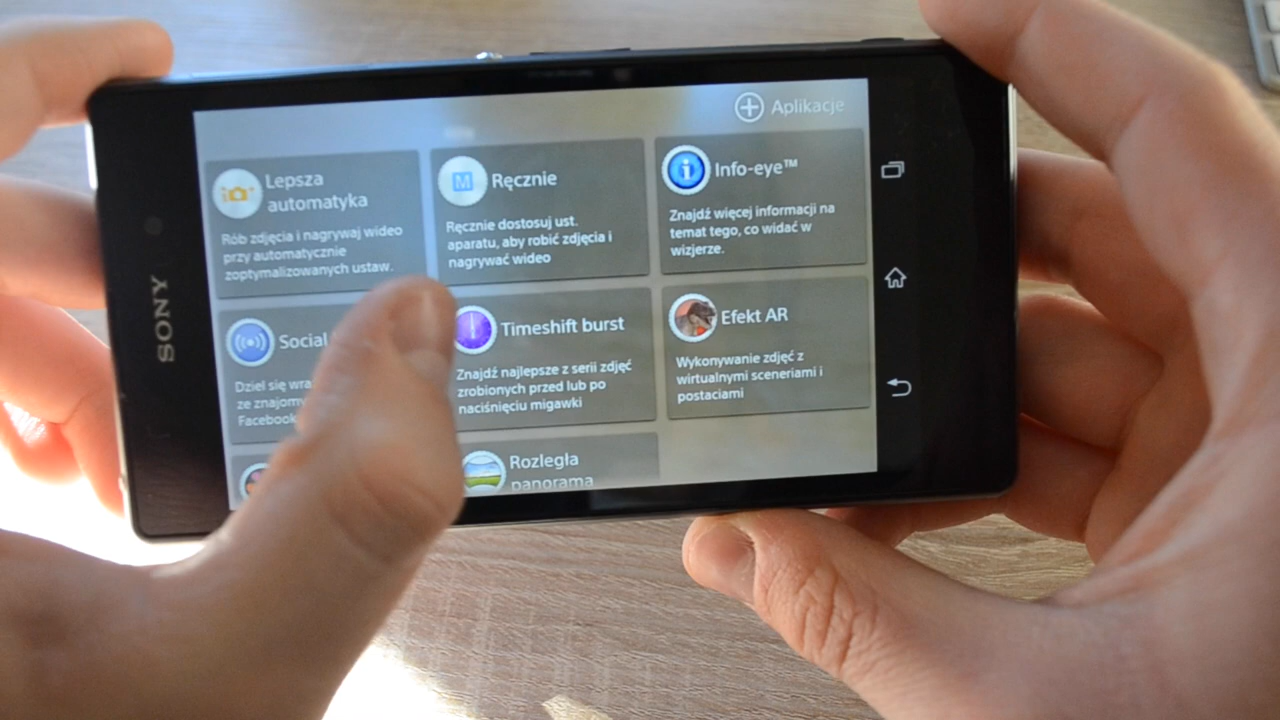 SONY
Aplikacje
Lepsza
automatyka
Rób zdjęcia i nagrywaj wideo
przy automatycznie
zoptymalizowanych ustaw.
M
Ręcznie
Ręcznie dostosuj ust.
aparatu, aby robić zdjęcia i
nagrywać wideo
i
Info-eye™
Znajdź więcej informacji na
temat tego, co widać w
wizjerze.
Social
Dziel się
ze
Facebook
Timeshift burst
Znajdź najlepsze z serii zdjęć
zrobionych przed lub po
naciśnięciu migawki
Efekt AR
Wykonywanie zdjęć z
wirtualnymi sceneriami i
postaciami
Rozległa
panorama